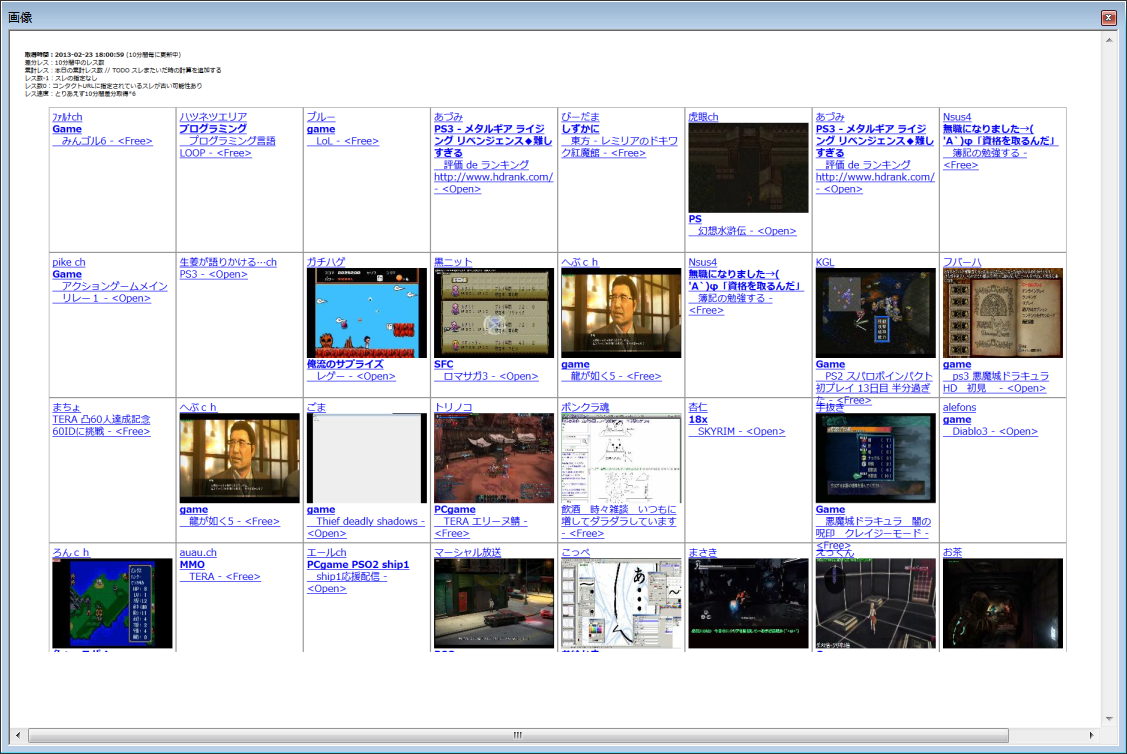 画像
取得時間：2013-02-23 18:00:59 (10分間毎に更新中)
差分レス：10分間中のレス数
累計レス：本日の累計レス数 // TODO スレまたいだ時の計算を追加する
レス数-1：スレの指定なし
レス数0：コンタクトURLに指定されているスレが古い可能性あり
レス速度：とりあえず10分間差分取得*6
ﾌｧﾙﾅch
Game
みんゴル6 - <Free>
ハツネツエリア
プログラミング
プログラミング言語
LOOP - <Free>
ブルー
game
LoL - <Free>
あづみ
PS3 - メタルギア ライジ
ング リベンジェンス◆難し
すぎる
評価 de ランキング
http://www.hdrank.com/
- <Open>
びーだま
しずかに
東方 - レミリアのドキワ
ク紅魔館 - <Free>
虎眼ch
PS
幻想水滸伝 - <Open>
あづみ
PS3 - メタルギア ライジ
ング リベンジェンス◆難し
すぎる
評価 de ランキング
http://www.hdrank.com/
- <Open>
Nsus4
無職になりました→(
'A`)φ「資格を取るんだ」
簿記の勉強する -
<Free>
pike ch
Game
アクションゲームメイン
リレー１ - <Open>
生姜が語りかける…ch
PS3 - <Open>
ガチハゲ
俺流のサプライズ
レゲー - <Open>
黒ニット
SFC
ロマサガ3 - <Open>
へぶｃｈ
game
龍が如く5 - <Free>
Nsus4
無職になりました→(
'A`)φ「資格を取るんだ」
簿記の勉強する -
<Free>
KGL
Game
PS2 スパロボインパクト
初プレイ 13日目 半分過ぎ
た - <Free>
フバーハ
game
ps3 悪魔城ドラキュラ
HD 初見 - <Open>
まちょ
TERA 凸60人達成記念
60IDに挑戦 - <Free>
へぶｃｈ
game
龍が如く5 - <Free>
ごま
game
Thief deadly shadows -
<Open>
トリノコ
PCgame
TERA エリーヌ鯖 -
<Free>
ボンクラ魂
飲酒 時々雑談 いつもに
増してダラダラしています
- <Free>
杏仁
18x
SKYRIM - <Open>
手抜き
Game
悪魔城ドラキュラ 闇の
呪印 クレイジーモード -
<Free>
alefons
game
Diablo3 - <Open>
ろんｃｈ
auau.ch
MMO
TERA - <Free>
エールch
PCgame PSO2 ship1
ship1応援配信 -
<Open>
マーシャル放送
こっぺ
あ
まさき
えっくん
お茶